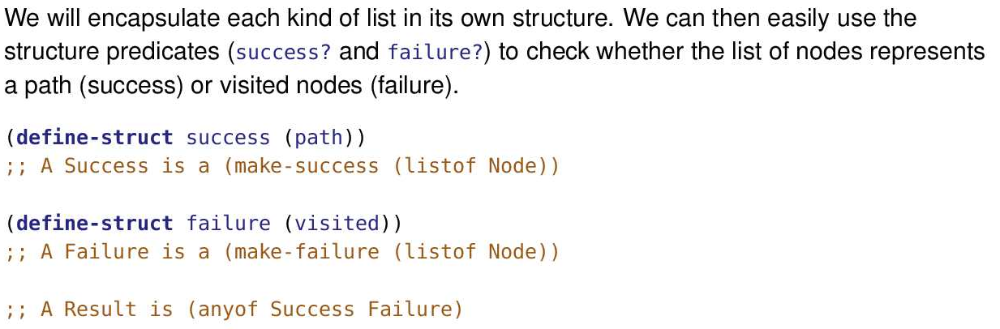 We will encapsulate each kind of list in its own structure. We can then easily use the
structure predicates (success? and failure?) to check whether the list of nodes represents
a path (success) or visited nodes (failure).
(define-struct success (path))
;; A Success is a (make-success (listof Node))
(define-struct failure (visited))
;; A Failure is a (make-failure (listof Node))
;; A Result is (anyof Success Failure)